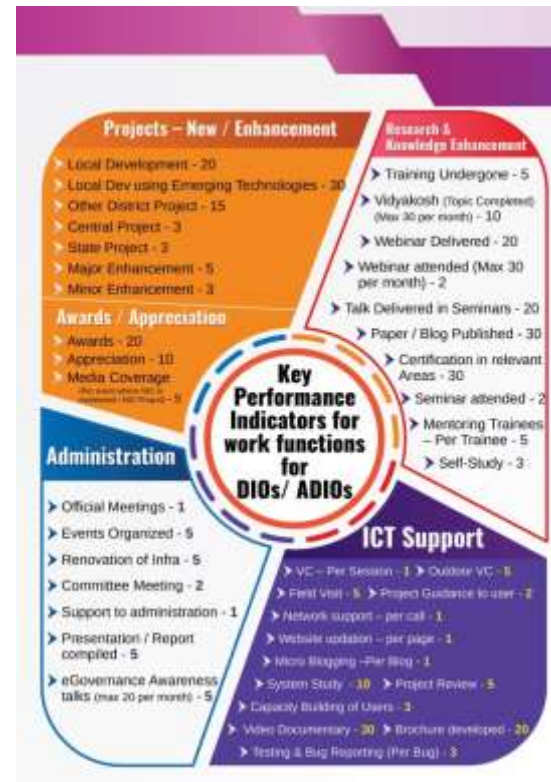 Projects – New / Enhancement
Local Development - 20
Local Dev using Emerging Technologies - 30
Other District Project - 15
Central Project - 3
State Project - 3
Major Enhancement - 5
Minor Enhancement - 3
Awards / Appreciation
Awards - 20
Appreciation - 10
Media Coverage
Research &
Knowledge Enhancement
Training Undergone - 5
Vidyakosh (Topic Completed)
(Max 30 per month) - 10
Webinar Delivered - 20
Webinar attended (Max 30
per month) - 2
Talk Delivered in Seminars - 20
Paper / Blog Published - 30
Certification in relevant
Areas - 30
Seminar attended - 2
Mentoring Trainees
– Per Trainee - 5
Self-Study - 3
Key
Performance
Indicators for
work functions
for
DIOs/ ADIOs
Administration
Official Meetings - 1
Events Organized - 5
Renovation of Infra - 5
Committee Meeting - 2
Support to administration - 1
Presentation / Report
compiled - 5
eGovernance Awareness
talks (max 20 per month) - 5
ICT Support
VC – Per Session - 1 Outdoor VC - 5
Field Visit - 5 Project Guidance to user - 2
Network support – per call - 1
Website updation – per page - 1
Micro Blogging –Per Blog - 1
System Study - 10 Project Review - 5
Capacity Building of Users - 3
Video Documentary - 30 Brochure developed - 20
Testing & Bug Reporting (Per Bug) - 3